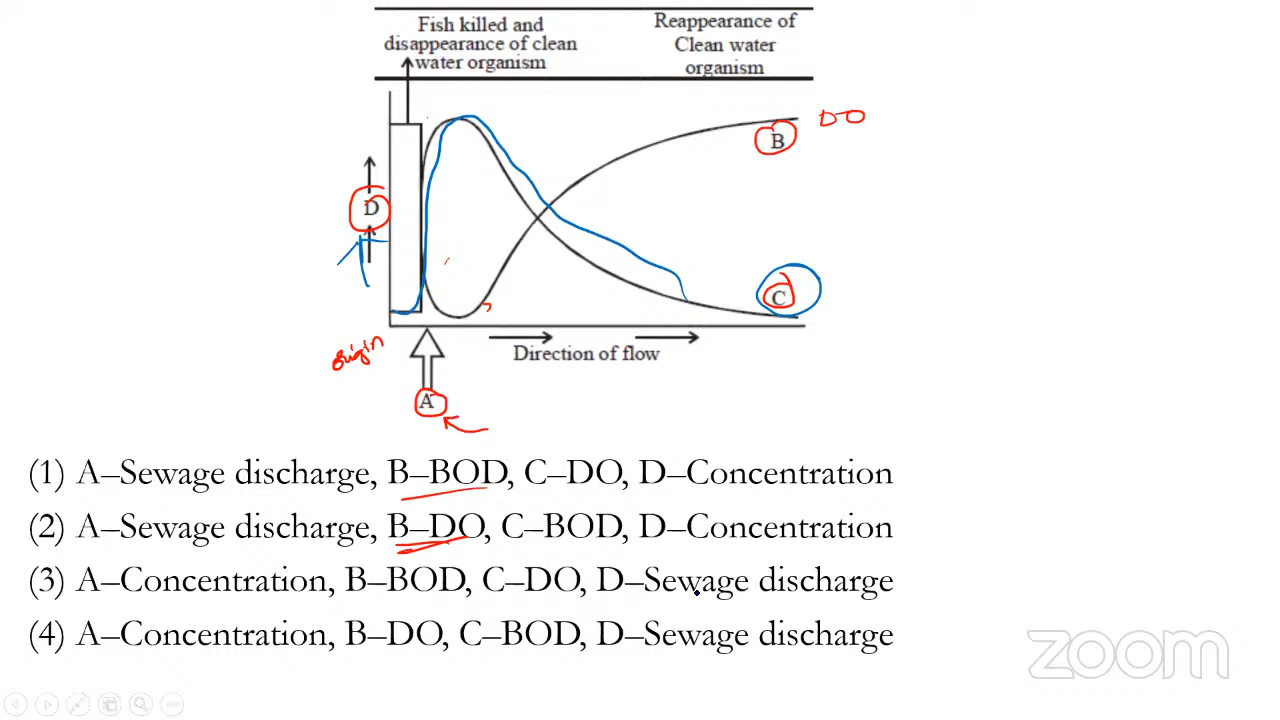 Fish killed and
disappearance of clean
water organism
Reappearance of
Clean water
organism
DO
B
D
C
origin
Direction of flow
A
(1) A–Sewage discharge, B–BOD, C–DO, D–Concentration
(2) A–Sewage discharge, B–DO, C–BOD, D–Concentration
(3) A–Concentration, B–BOD, C–DO, D–Sewage discharge
(4) A–Concentration, B–DO, C–BOD, D–Sewage discharge
zoom